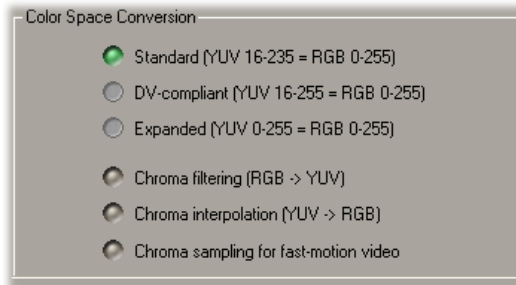 Color Space Conversion
Standard (YUV 16-235 = RGB 0-255)
DV-compliant (YUV 16-255 = RGB 0-255)
Expanded (YUV 0-255 = RGB 0-255)
Chroma filtering (RGB -> YUV)
Chroma interpolation (YUV -> RGB)
Chroma sampling for fast-motion video